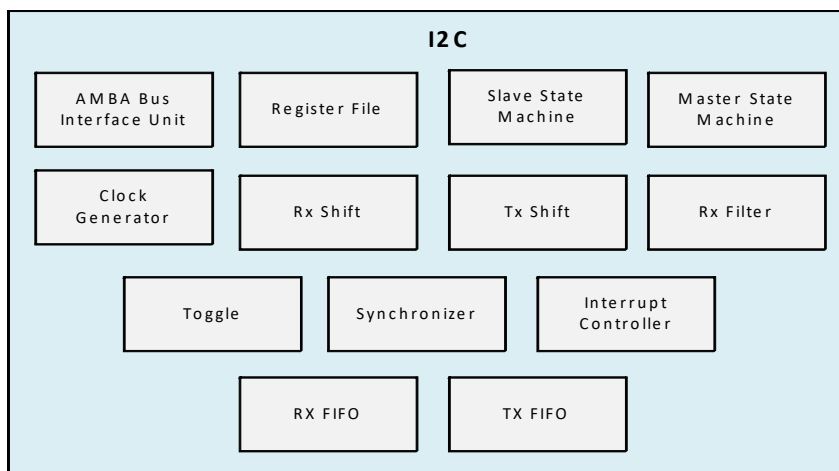 I2C
AMBA Bus
Interface Unit
Register File
Slave State
Machine
Master State
Machine
Clock
Generator
Rx Shift
Tx Shift
Rx Filter
Toggle
Synchronizer
Interrupt
Controller
RX FIFO
TX FIFO